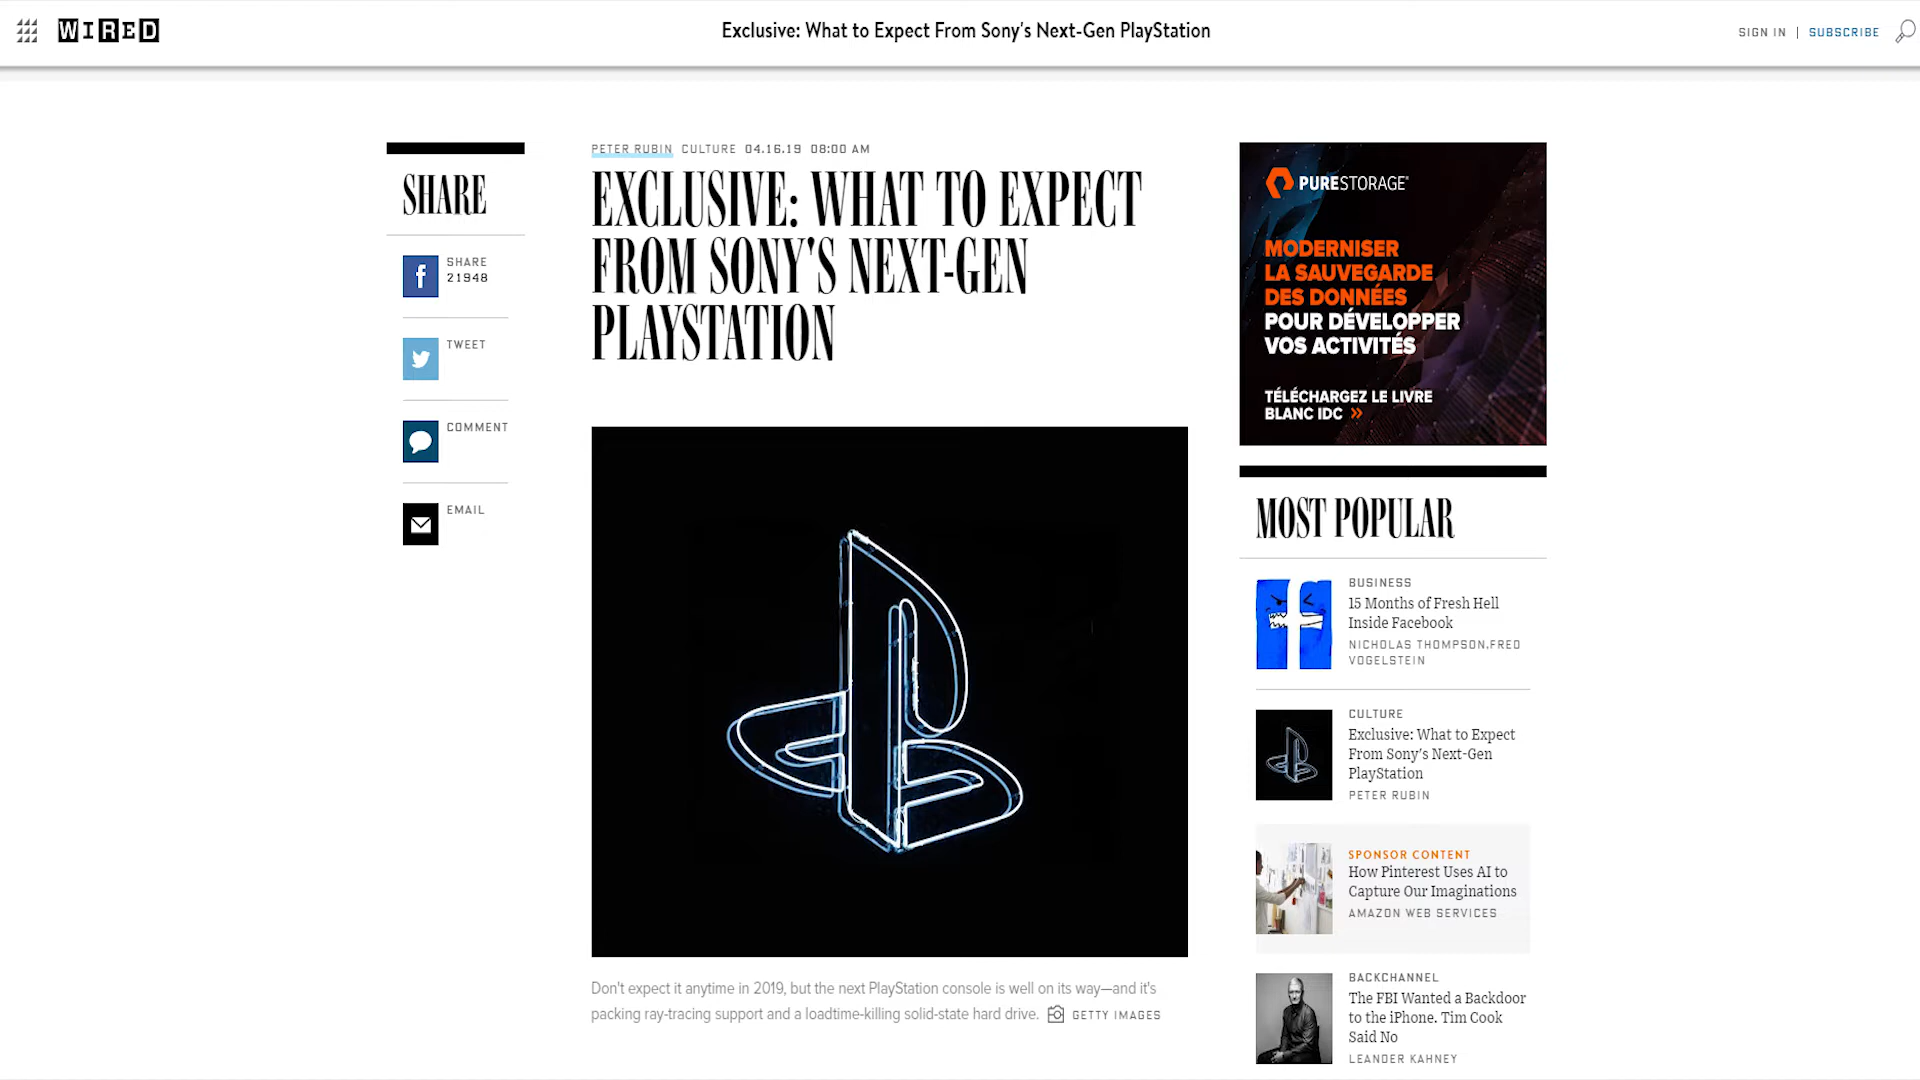 WIRED
Exclusive: What to Expect From Sony's Next-Gen PlayStation
SIGN IN | SUBSCRIBE
SHARE
SHARE
21948
TWEET
COMMENT
EMAIL
PETER RUBIN CULTURE 04.16.19 08:00 AM
EXCLUSIVE: WHAT TO EXPECT
FROM SONY'S NEXT-GEN
PLAYSTATION
Don't expect it anytime in 2019, but the next PlayStation console is well on its way—and it's
packing ray-tracing support and a loadtime-killing solid-state hard drive. GETTY IMAGES
PURESTORAGE®
MODERNISER
LA SAUVEGARDE
DES DONNÉES
POUR DÉVELOPPER
VOS ACTIVITÉS
TÉLÉCHARGEZ LE LIVRE
BLANC IDC »
MOST POPULAR
BUSINESS
15 Months of Fresh Hell
Inside Facebook
NICHOLAS THOMPSON,FRED
VOGELSTEIN
CULTURE
Exclusive: What to Expect
From Sony's Next-Gen
PlayStation
PETER RUBIN
SPONSOR CONTENT
How Pinterest Uses AI to
Capture Our Imaginations
AMAZON WEB SERVICES
BACKCHANNEL
The FBI Wanted a Backdoor
to the iPhone. Tim Cook
Said No
LEANDER KAHNEY